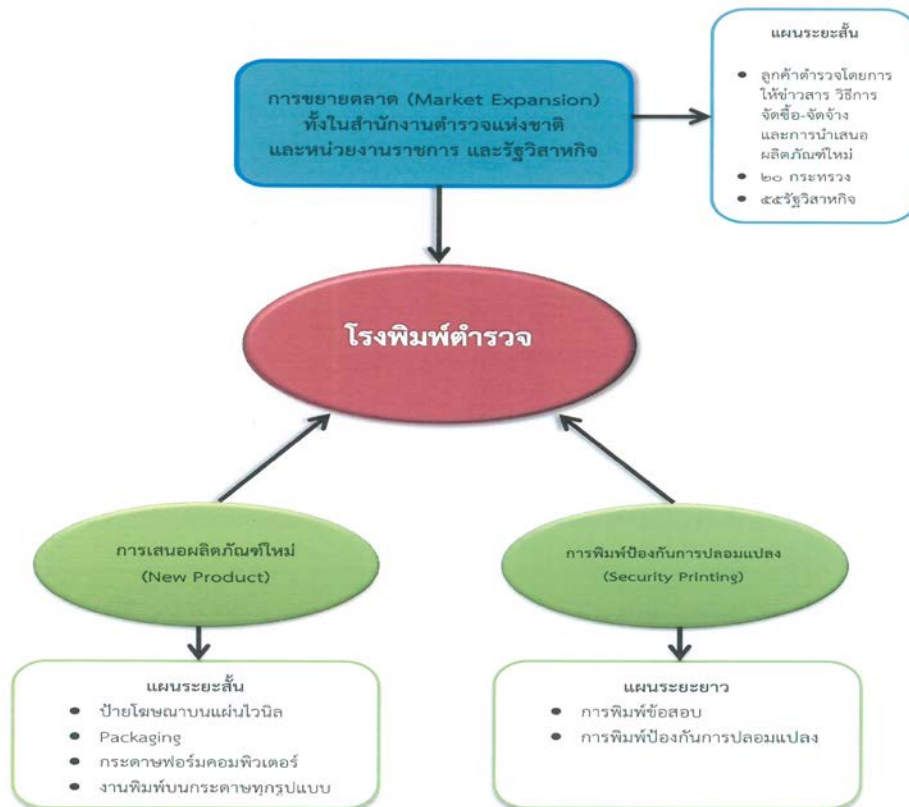 แผนระยะสั้น
ลูกค้าตำรวจโดยการ
ให้ข่าวสาร วิธีการ
จัดซื้อ-จัดจ้าง
และการนำเสนอ
ผลิตภัณฑ์ใหม่
๒๐ กระทรวง
๕๕รัฐวิสาหกิจ
การขยายตลาด (Market Expansion)
ทั้งในสำนักงานตำรวจแห่งชาติ
และหน่วยงานราชการ และรัฐวิสาหกิจ
โรงพิมพ์ตำรวจ
การเสนอผลิตภัณฑ์ใหม่
(New Product)
การพิมพ์ป้องกันการปลอมแปลง
(Security Printing)
แผนระยะสั้น
ป้ายโฆษณาบนแผ่นไวนิล
Packaging
กระดาษฟอร์มคอมพิวเตอร์
งานพิมพ์บนกระดาษทุกรูปแบบ
แผนระยะยาว
การพิมพ์ข้อสอบ
การพิมพ์ป้องกันการปลอมแปลง